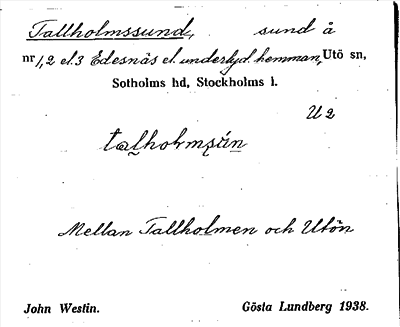 Tallholmssund, sund å
nr 1, 2 el. 3 Edesnäs el. underlyd. hemman, Utö sn,
Sotholms hd, Stockholms l.
U 2
talholmsún
Mellan Tallholmen och Utön
John Westin. Gösta Lundberg 1938.